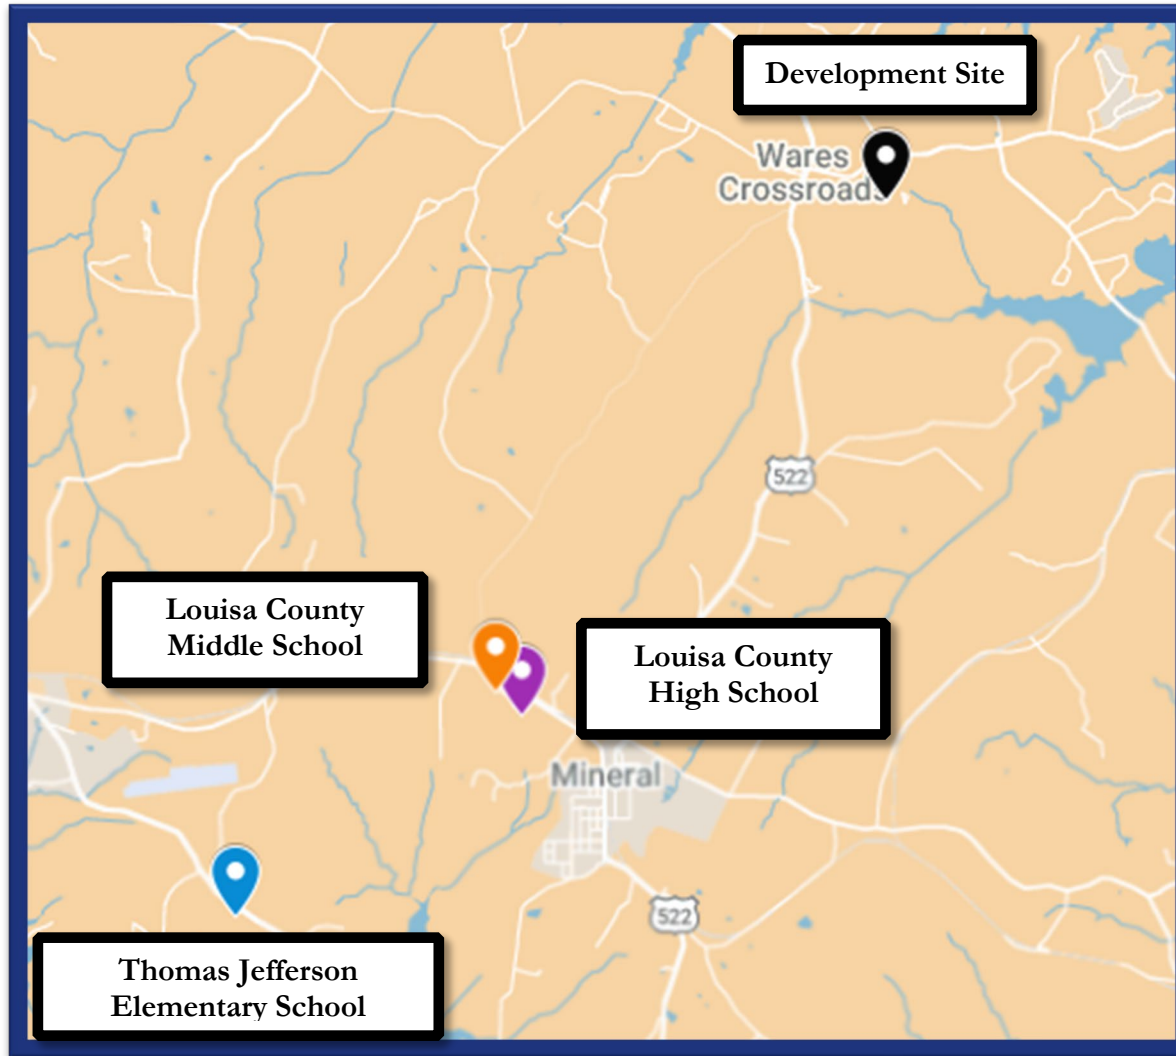 Development Site
Wares
Crossroads
522
Louisa County
Middle School
Louisa County
High School
Mineral
522
Thomas Jefferson
Elementary School